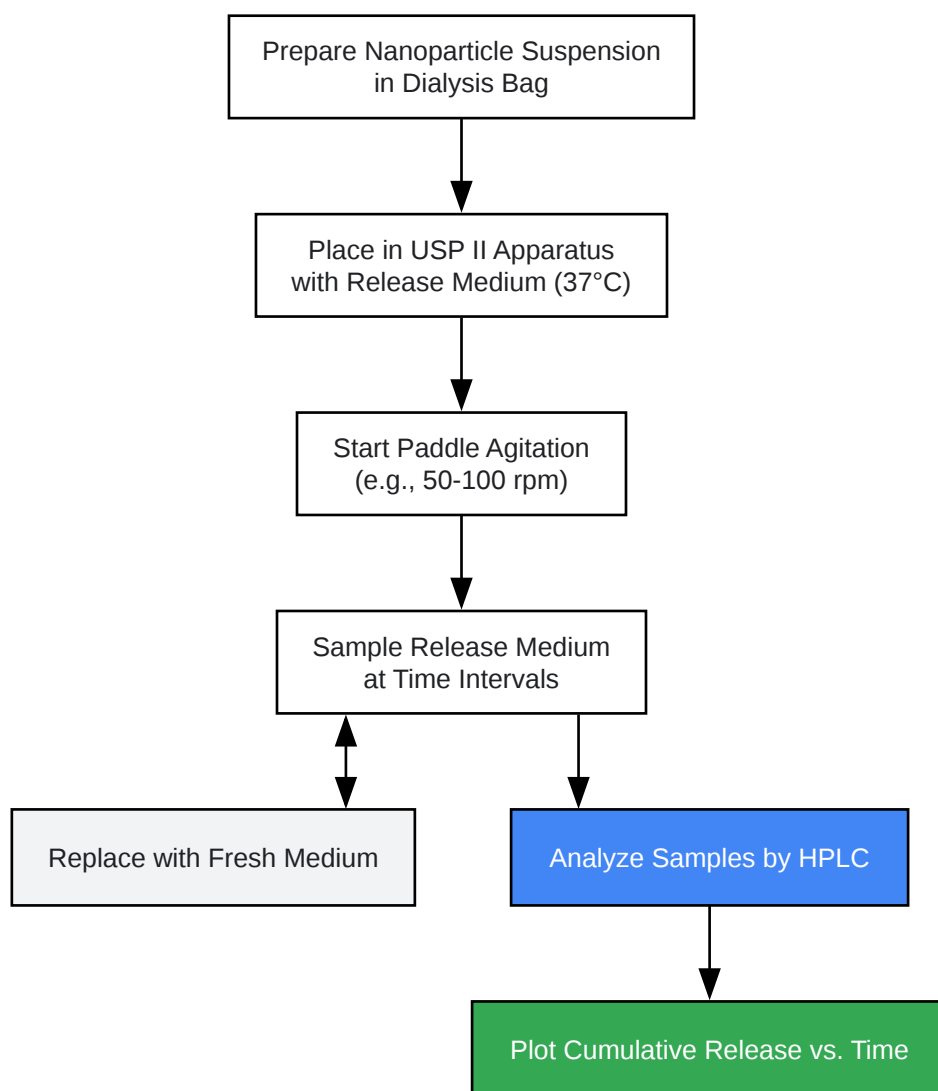 Prepare Nanoparticle Suspension
in Dialysis Bag
Place in USP II Apparatus
with Release Medium (37°C)
Start Paddle Agitation
(e.g., 50-100 rpm)
Sample Release Medium
at Time Intervals
Replace with Fresh Medium
Analyze Samples by HPLC
Plot Cumulative Release vs. Time